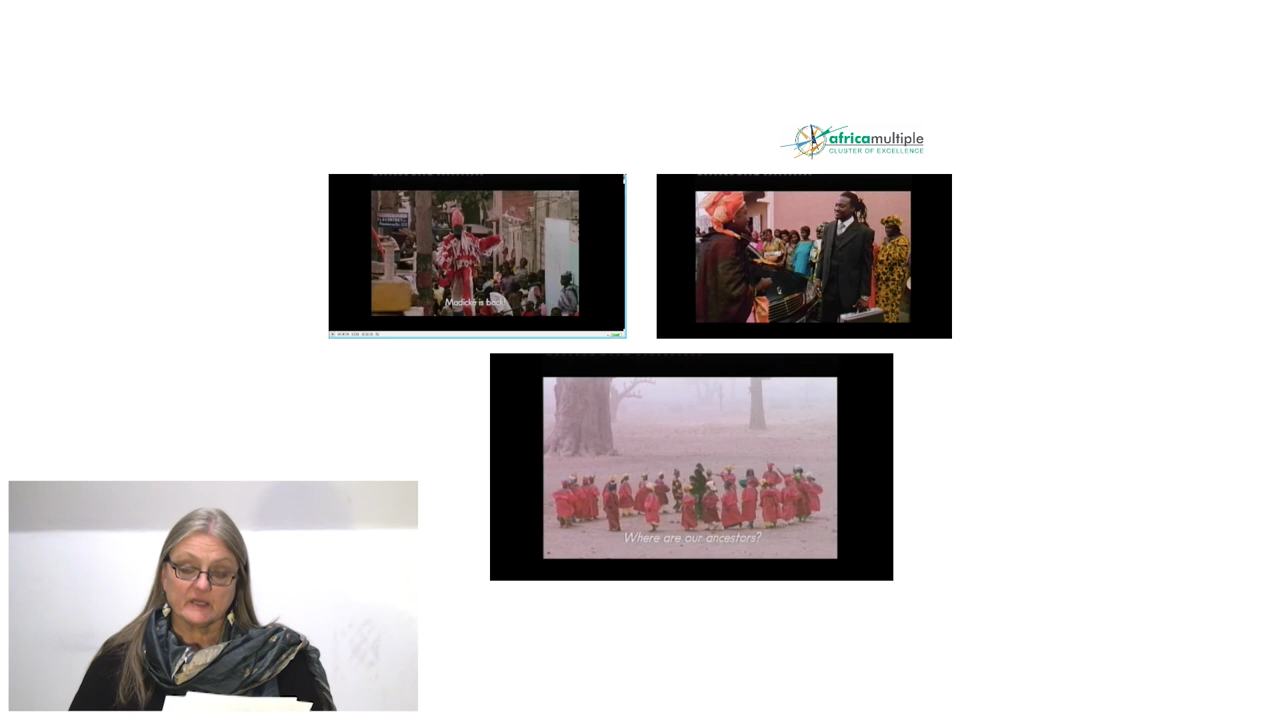 africamultiple
CLUSTER OF EXCELLENCE
Madické is back!
Where are our ancestors?